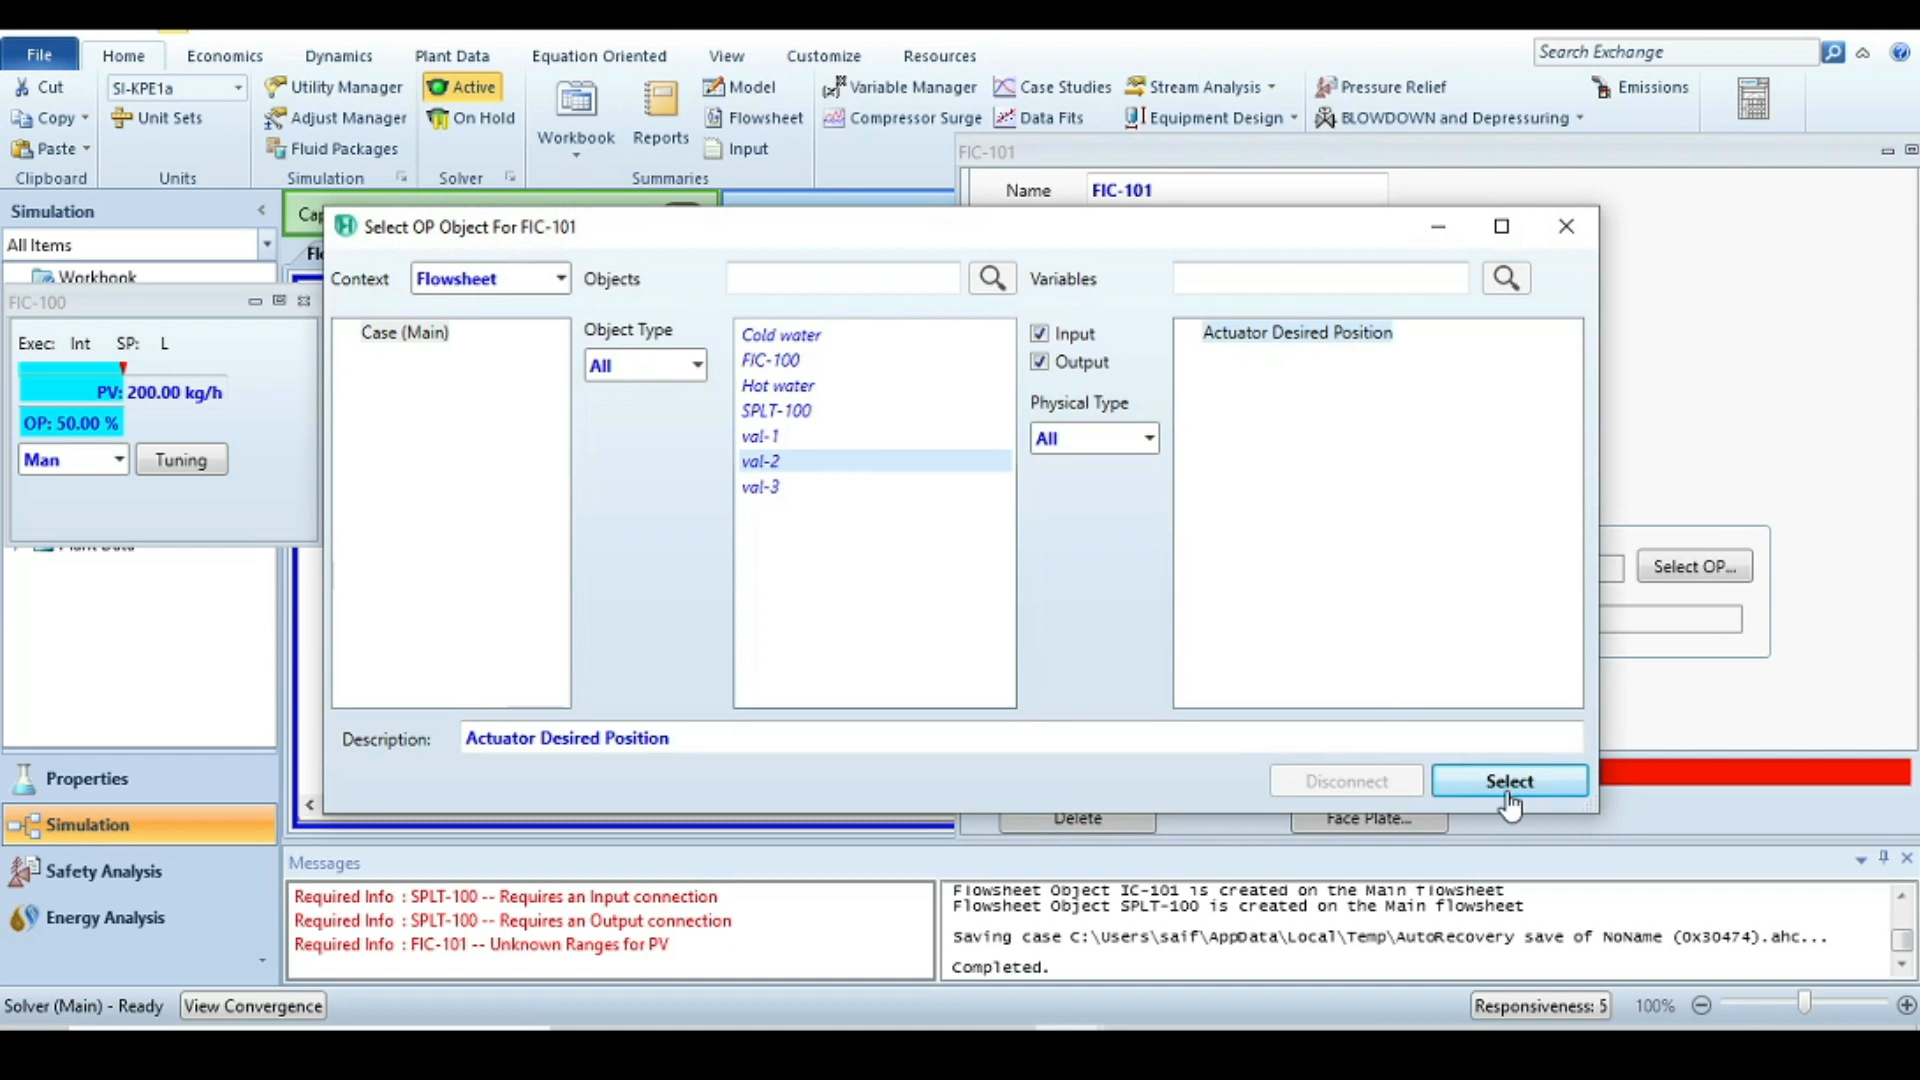 File Home Economics Dynamics Plant Data Equation Oriented View Customize Resources Search Exchange
Cut SI-KPE1a Utility Manager Active Model Variable Manager Case Studies Stream Analysis Pressure Relief Emissions
Copy Unit Sets Adjust Manager On Hold Workbook Reports Flowsheet Compressor Surge Data Fits Equipment Design BLOWDOWN and Depressuring
Paste Fluid Packages Input
Clipboard Units Simulation Solver Summaries
FIC-101
Name FIC-101
Simulation
All Items
Workbook
FIC-100
Exec: Int SP: L
PV: 200.00 kg/h
OP: 50.00 %
Man Tuning
Select OP Object For FIC-101
Context Flowsheet Objects Variables
Case (Main)
Object Type
All
Cold water
FIC-100
Hot water
SPLT-100
val-1
val-2
val-3
Input
Output
Physical Type
All
Actuator Desired Position
Description: Actuator Desired Position
Disconnect Select
Select OP...
Delete Face Plate...
Properties
Simulation
Safety Analysis
Energy Analysis
Messages
Required Info : SPLT-100 -- Requires an Input connection
Required Info : SPLT-100 -- Requires an Output connection
Required Info : FIC-101 -- Unknown Ranges for PV
Flowsheet Object IC-101 is created on the Main flowsheet
Flowsheet Object SPLT-100 is created on the Main flowsheet
Saving case C:\Users\saif\AppData\Local\Temp\AutoRecovery save of NoName (0x30474).ahc...
Completed.
Solver (Main) - Ready View Convergence Responsiveness: 5 100%